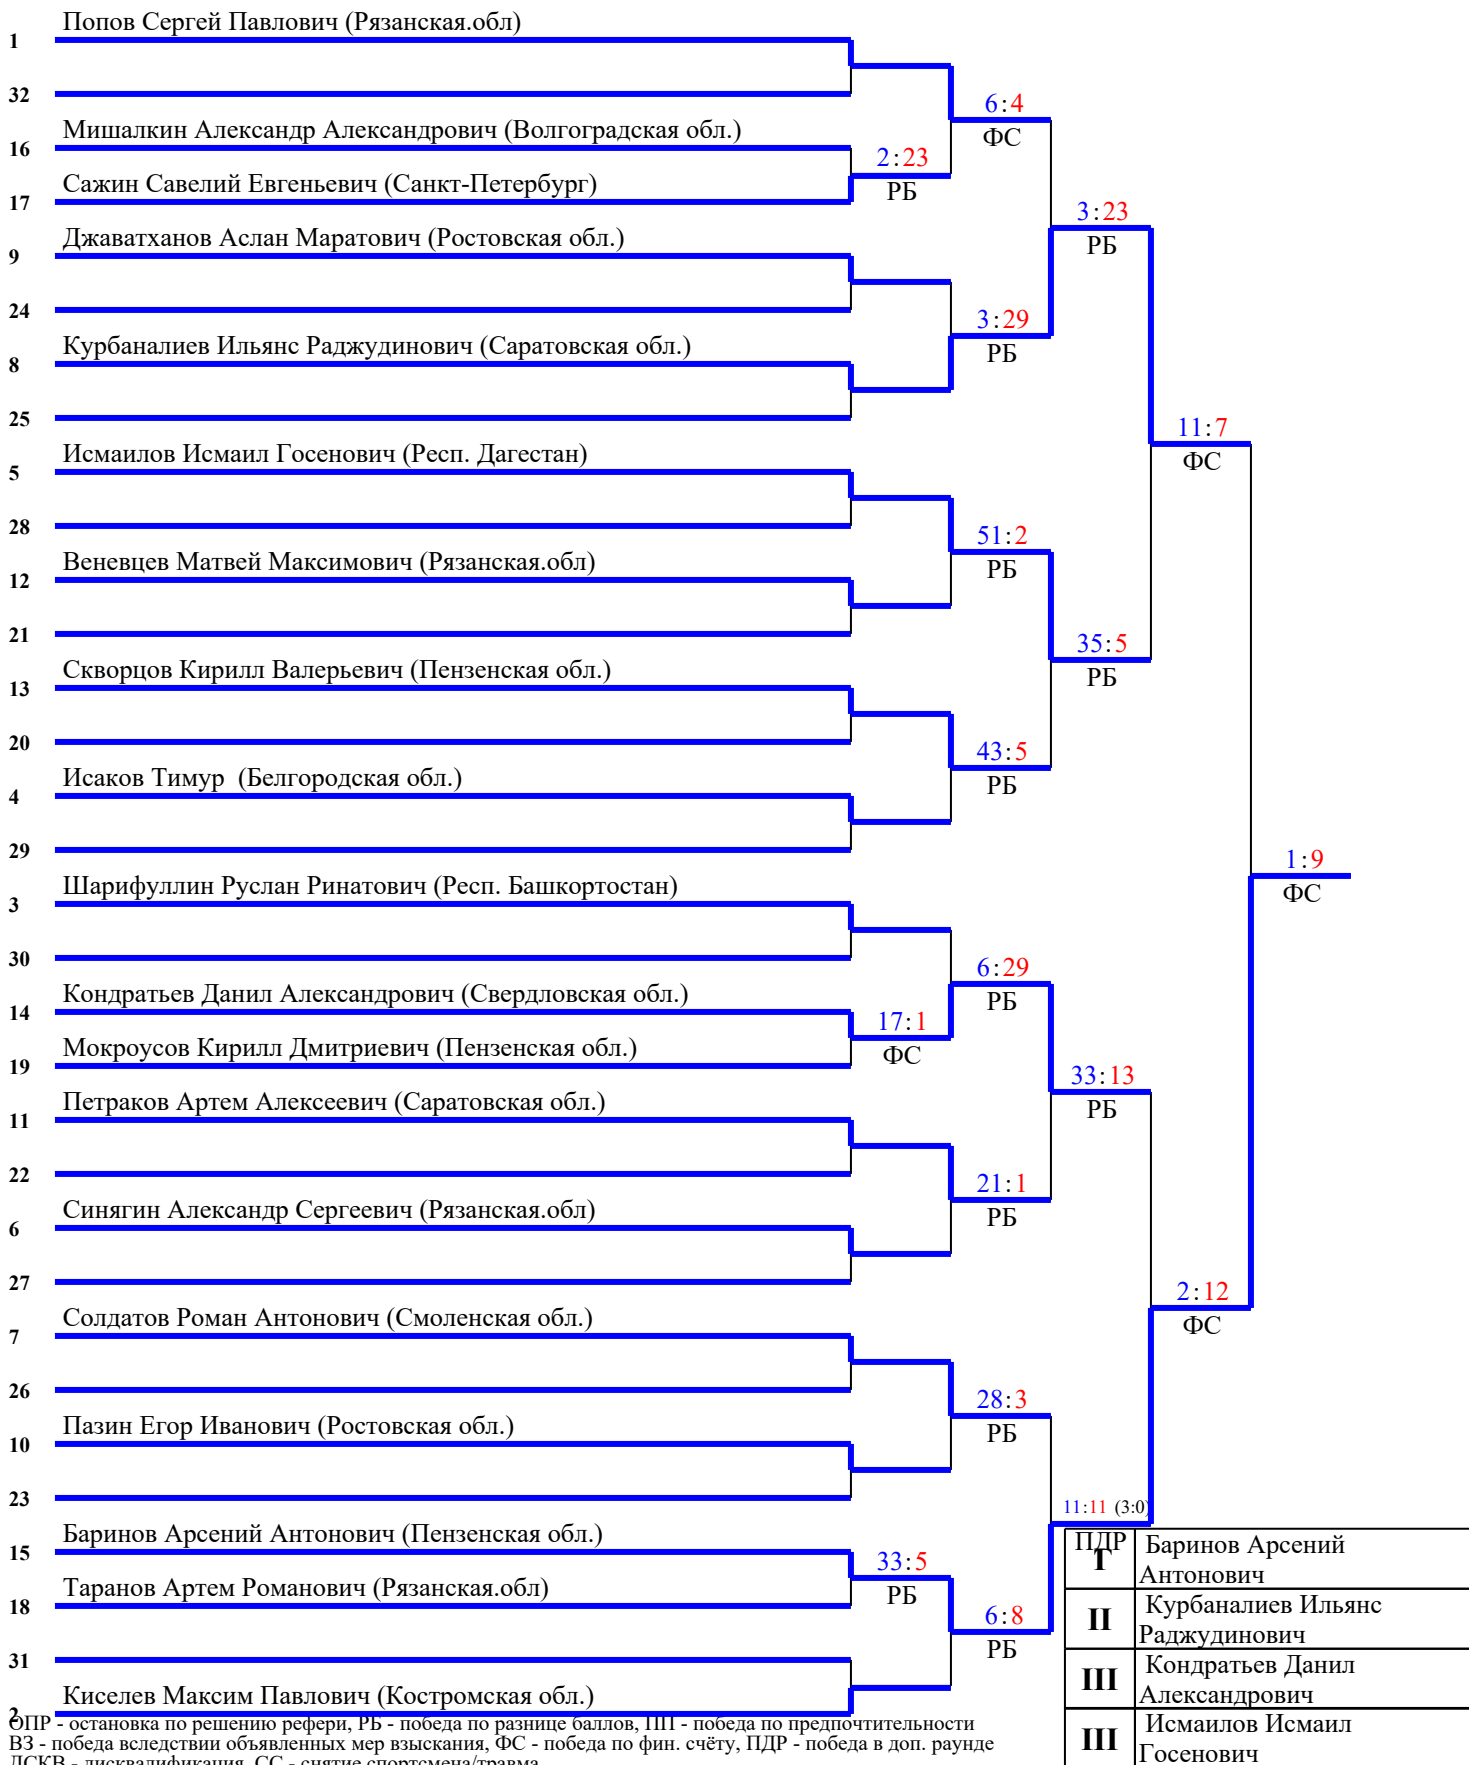 Попов Сергей Павлович (Рязанская.обл)
1
32
6:4
ФС
Мишалкин Александр Александрович (Волгоградская обл.)
16
2:23
РБ
Сажин Савелий Евгеньевич (Санкт-Петербург)
17
3:23
РБ
Джаватханов Аслан Маратович (Ростовская обл.)
9
24
3:29
РБ
Курбаналиев Ильянс Раджудинович (Саратовская обл.)
8
25
11:7
ФС
Исмаилов Исмаил Госенович (Респ. Дагестан)
5
28
51:2
РБ
Веневцев Матвей Максимович (Рязанская.обл)
12
21
35:5
РБ
Скворцов Кирилл Валерьевич (Пензенская обл.)
13
20
43:5
РБ
Исаков Тимур  (Белгородская обл.)
4
29
1:9
ФС
Шарифуллин Руслан Ринатович (Респ. Башкортостан)
3
30
6:29
РБ
Кондратьев Данил Александрович (Свердловская обл.)
14
17:1
ФС
Мокроусов Кирилл Дмитриевич (Пензенская обл.)
19
33:13
РБ
Петраков Артем Алексеевич (Саратовская обл.)
11
22
21:1
РБ
Синягин Александр Сергеевич (Рязанская.обл)
6
27
2:12
ФС
Солдатов Роман Антонович (Смоленская обл.)
7
26
28:3
РБ
Пазин Егор Иванович (Ростовская обл.)
10
23
11:11 (3:0)
ПДР
Баринов Арсений Антонович (Пензенская обл.)
15
33:5
РБ
Таранов Артем Романович (Рязанская.обл)
18
6:8
РБ
31
Киселев Максим Павлович (Костромская обл.)
2
I Баринов Арсений
Антонович
II Курбаналиев Ильянс
Раджудинович
III Кондратьев Данил
Александрович
III Исмаилов Исмаил
Госенович
ОПР - остановка по решению рефери, РБ - победа по разнице баллов, ПП - победа по предпочтительности
ВЗ - победа вследствии объявленных мер взыскания, ФС - победа по фин. счёту, ПДР - победа в доп. раунде
ДСКВ - дисквалификация, СС - снятие спортсмена/травма